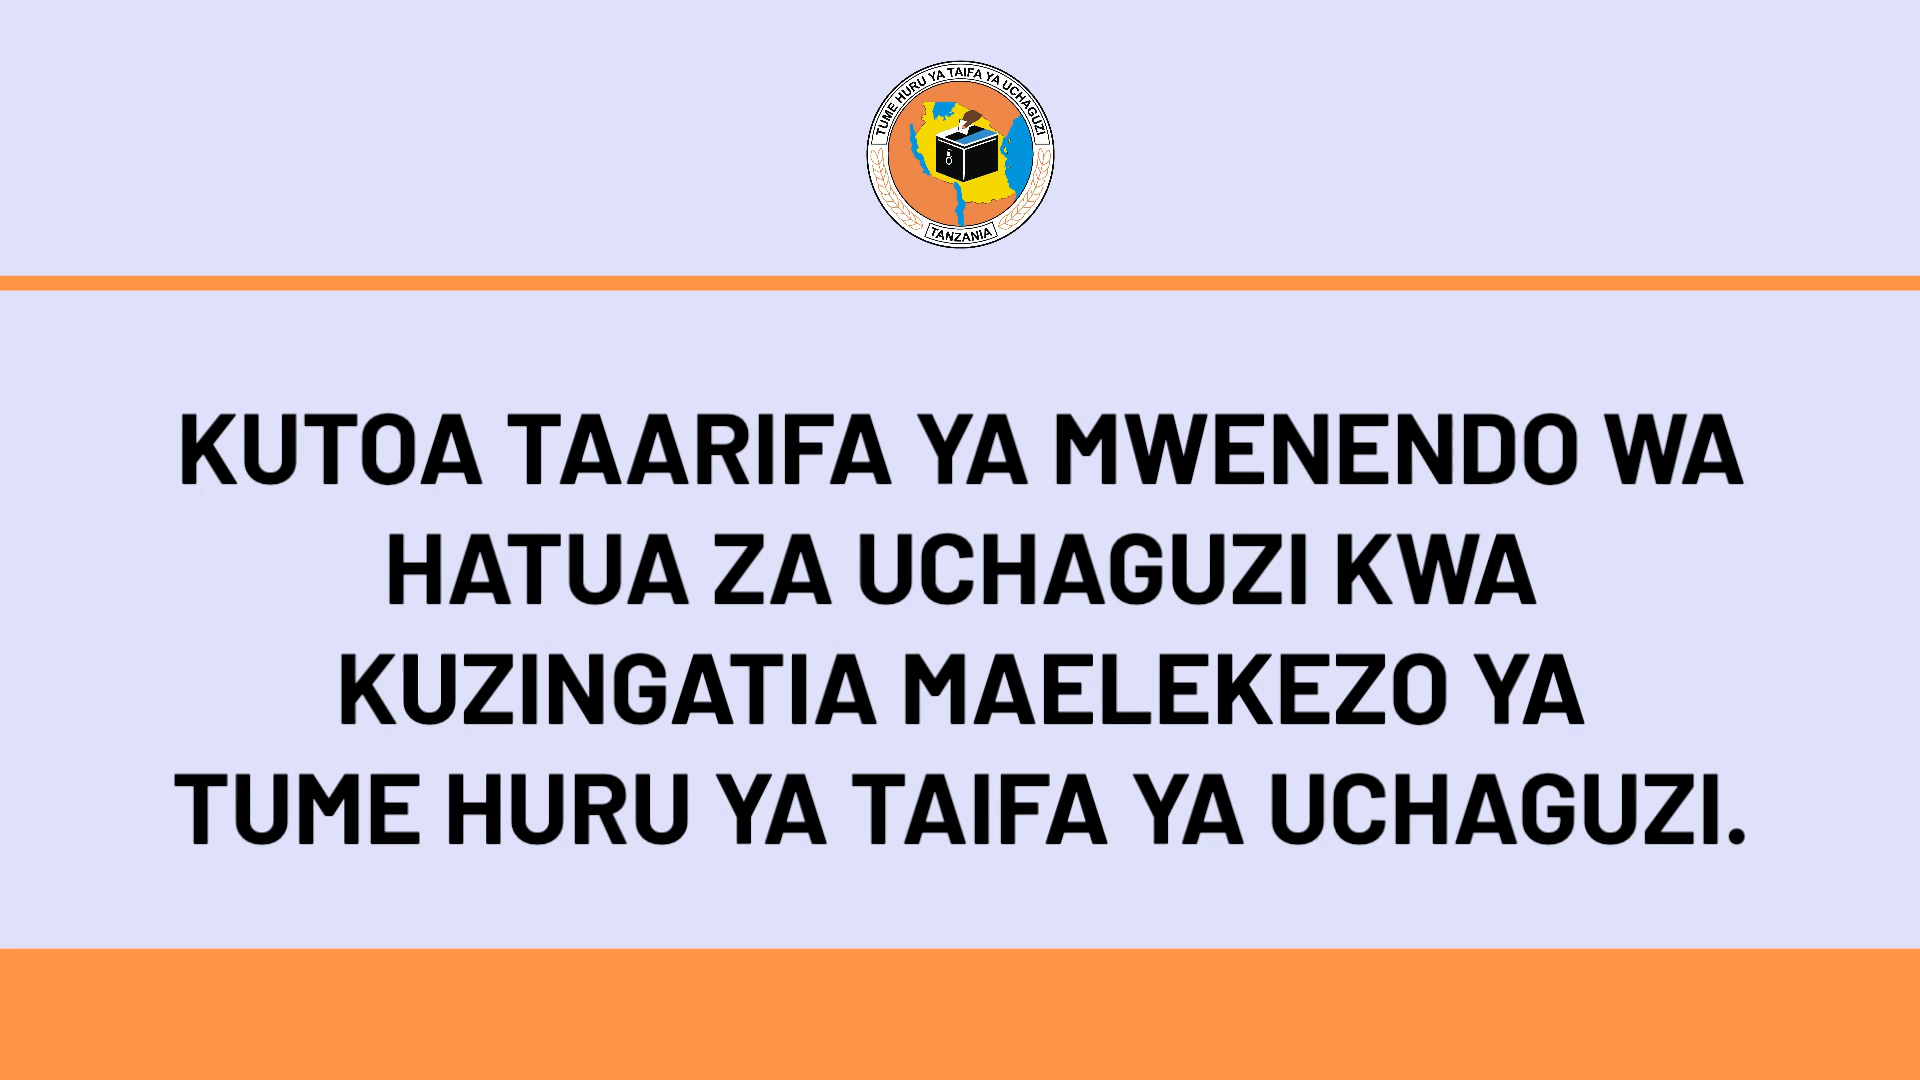 TUME HURU YA TAIFA YA UCHAGUZI
TANZANIA
KUTOA TAARIFA YA MWENENDO WA
HATUA ZA UCHAGUZI KWA
KUZINGATIA MAELEKEZO YA
TUME HURU YA TAIFA YA UCHAGUZI.